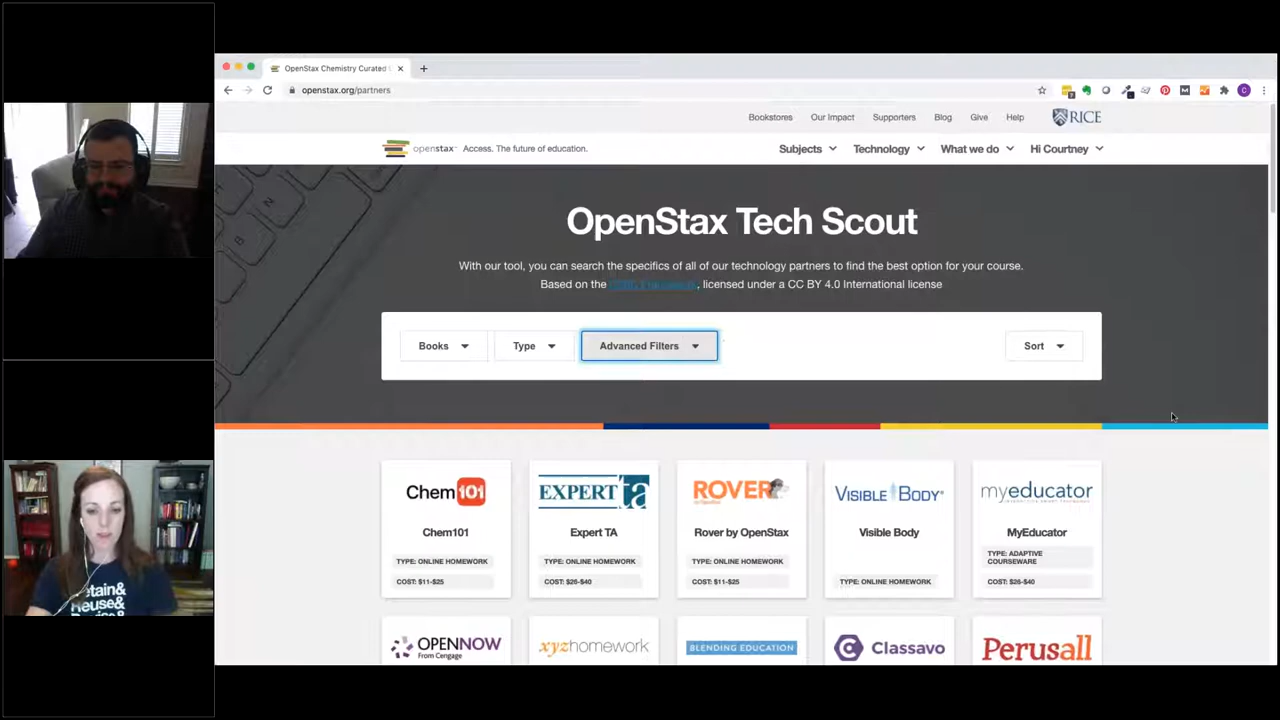 OpenStax Chemistry Curated
openstax.org/partners
Bookstores Our Impact Supporters Blog Give Help RICE
openstax Access. The future of education.
Subjects Technology What we do Hi Courtney
OpenStax Tech Scout
With our tool, you can search the specifics of all of our technology partners to find the best option for your course.
Based on the , licensed under a CC BY 4.0 International license
Books Type Advanced Filters Sort
Chem101 EXPERT TA ROVER VISIBLE BODY myeducator
Chem101 Expert TA Rover by OpenStax Visible Body MyEducator
TYPE: ONLINE HOMEWORK TYPE: ONLINE HOMEWORK TYPE: ONLINE HOMEWORK TYPE: ONLINE HOMEWORK TYPE: ADAPTIVE COURSEWARE
COST: $11-$25 COST: $26-$40 COST: $11-$25 COST: $26-$40
OPENNOW xyzhomework BLENDING EDUCATION Classavo Perusall
From Cengage
etain&
Reuse&